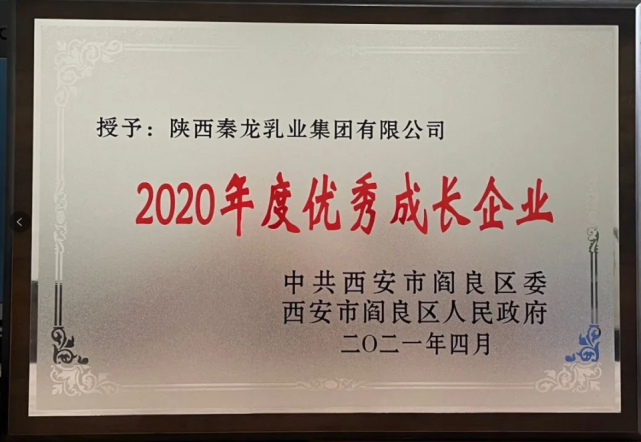 授予：陕西秦龙乳业集团有限公司
2020年度优秀成长企业
中共西安市阎良区委
西安市阎良区人民政府
二〇二一年四月